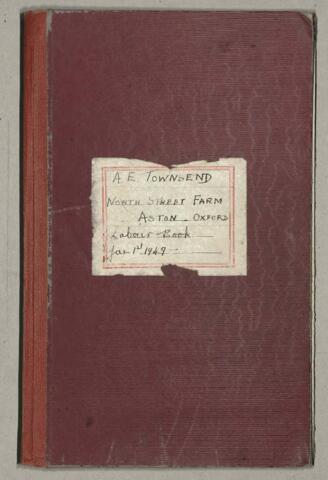 A.E. TOWNSEND
NORTH STREET FARM
ASTON - OXFORD
Labour Book
Jan 1st 1949